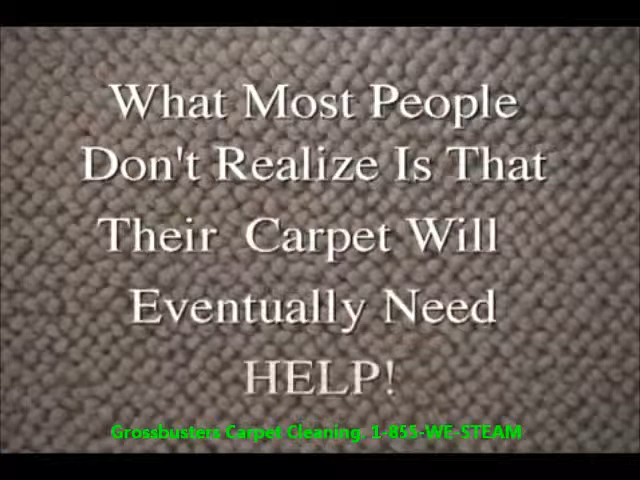 What Most People
Don't Realize Is That
Their Carpet Will
Eventually Need
HELP!
Grossbusters Carpet Cleaning. 1-855-WE-STEAM